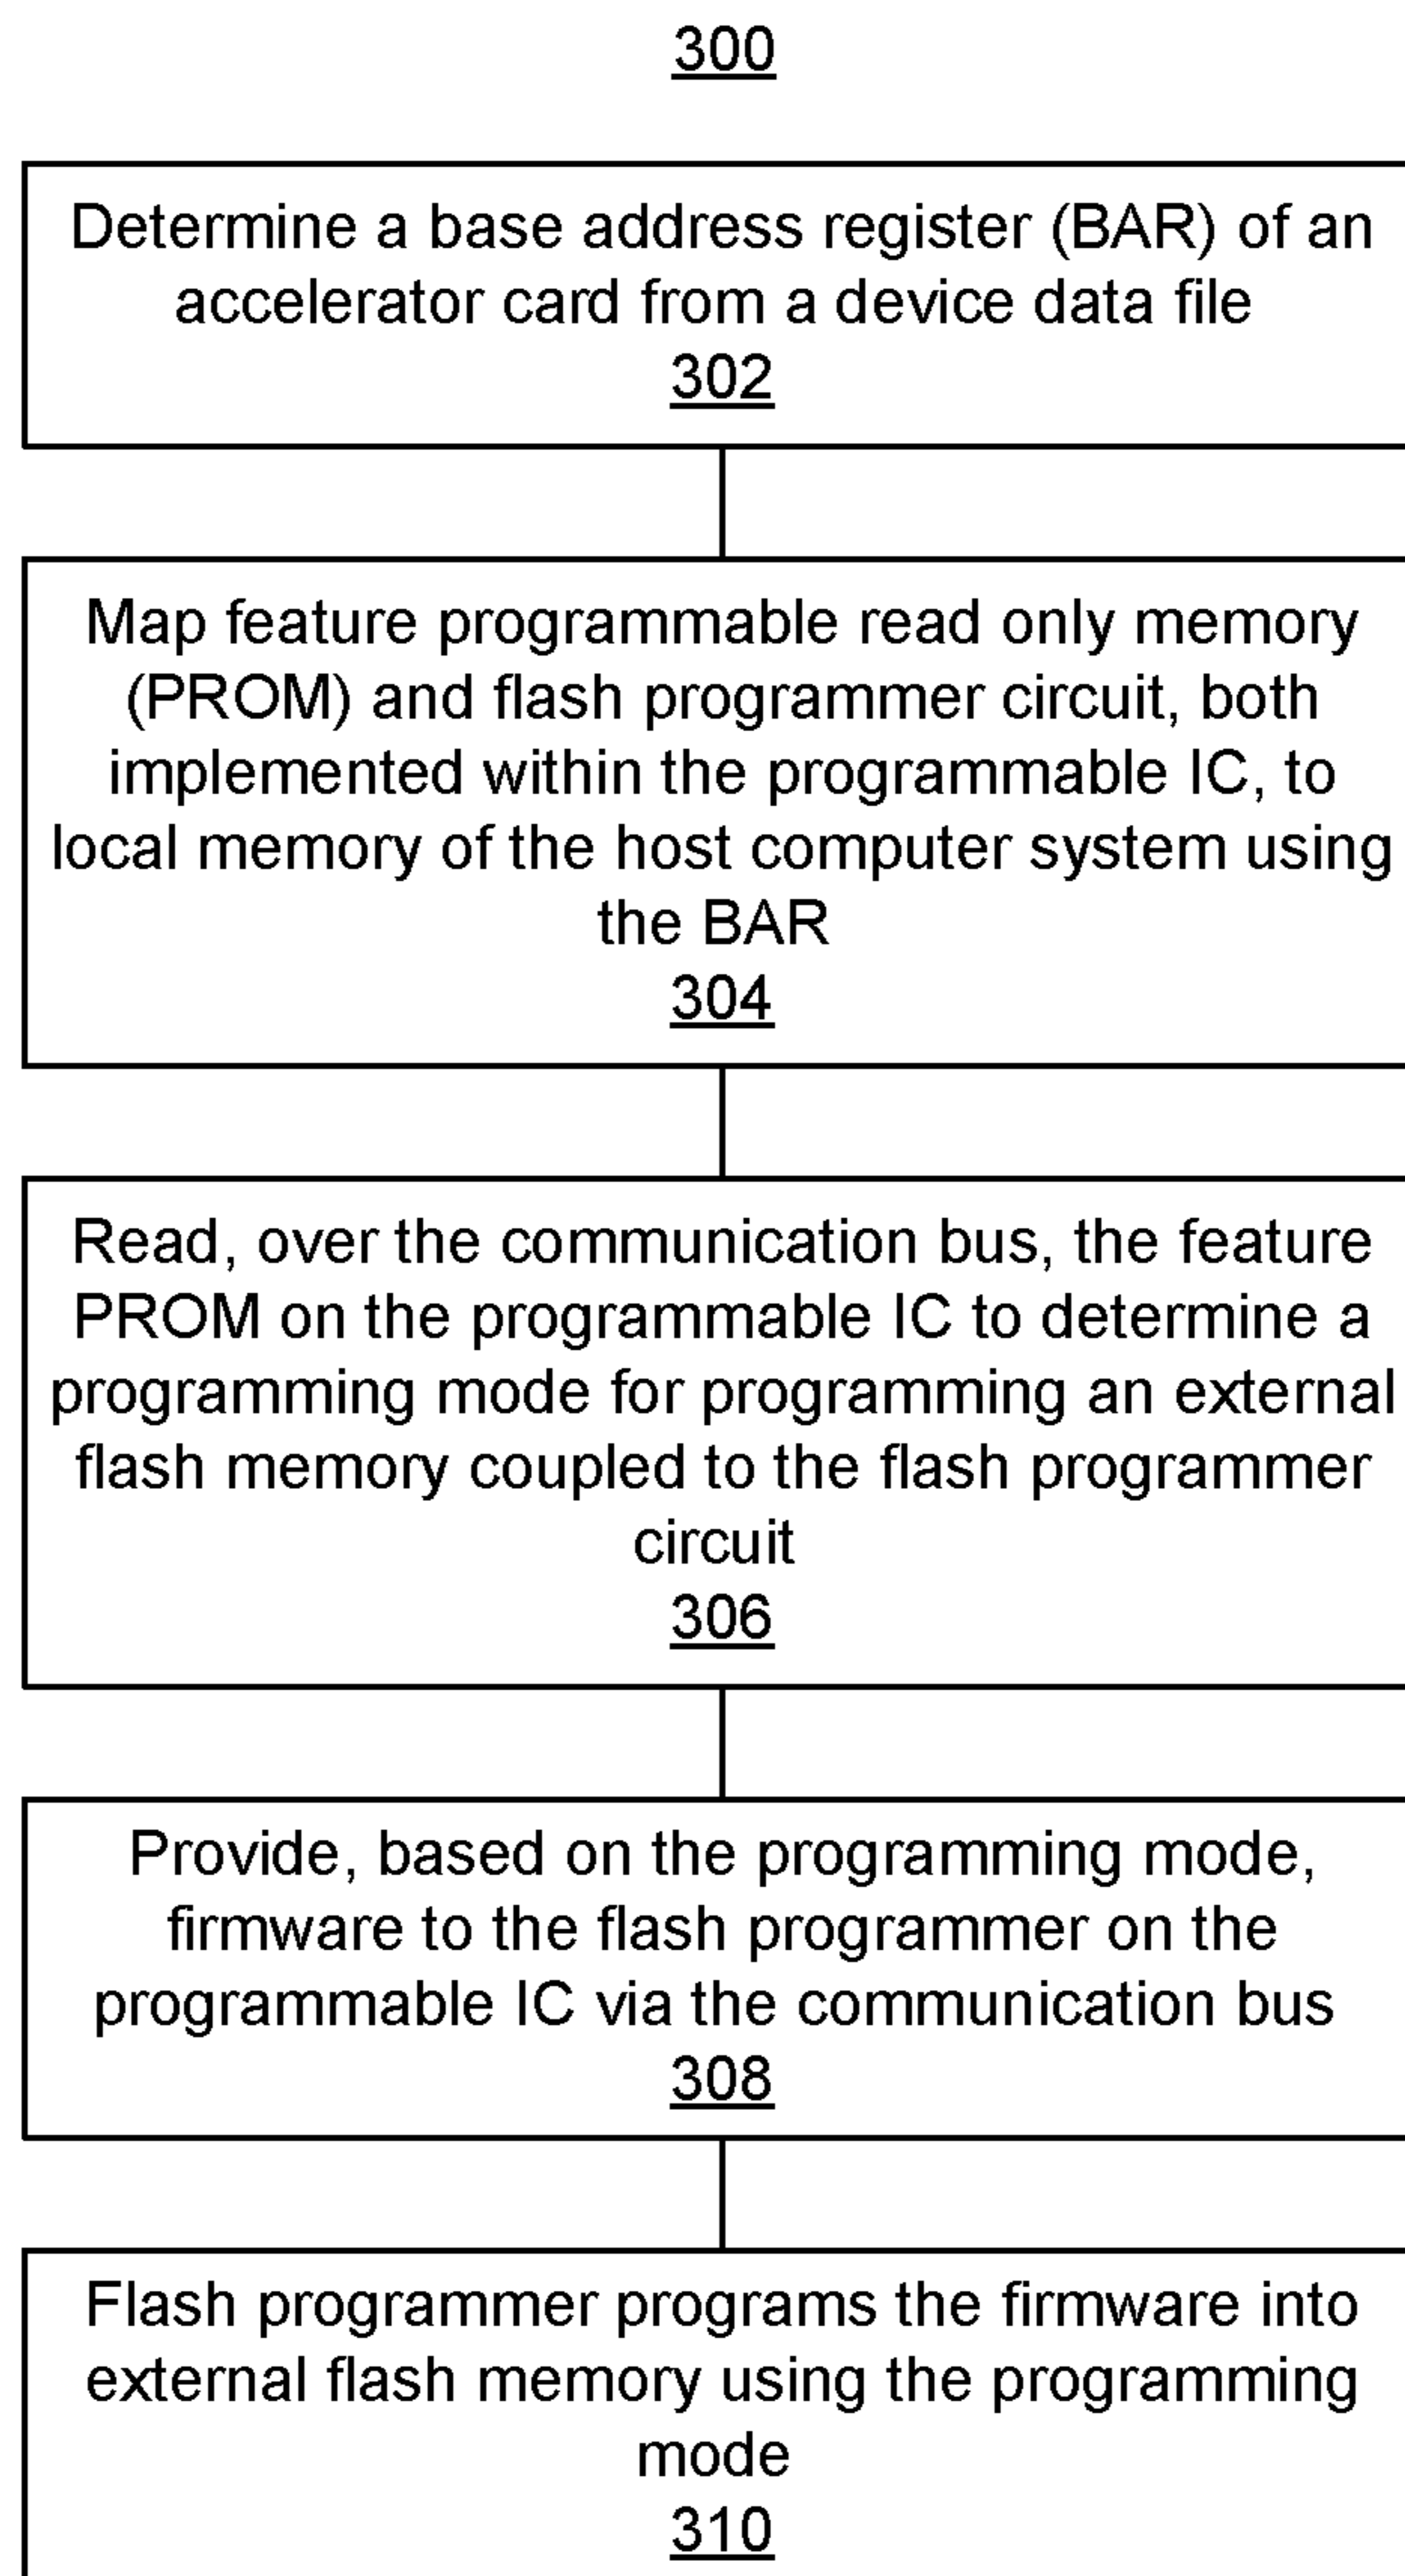 300
Determine a base address register (BAR) of an
accelerator card from a device data file
302
Map feature programmable read only memory
(PROM) and flash programmer circuit, both
implemented within the programmable IC, to
local memory of the host computer system using
the BAR
304
Read, over the communication bus, the feature
PROM on the programmable IC to determine a
programming mode for programming an external
flash memory coupled to the flash programmer
circuit
306
Provide, based on the programming mode,
firmware to the flash programmer on the
programmable IC via the communication bus
308
Flash programmer programs the firmware into
external flash memory using the programming
mode
310